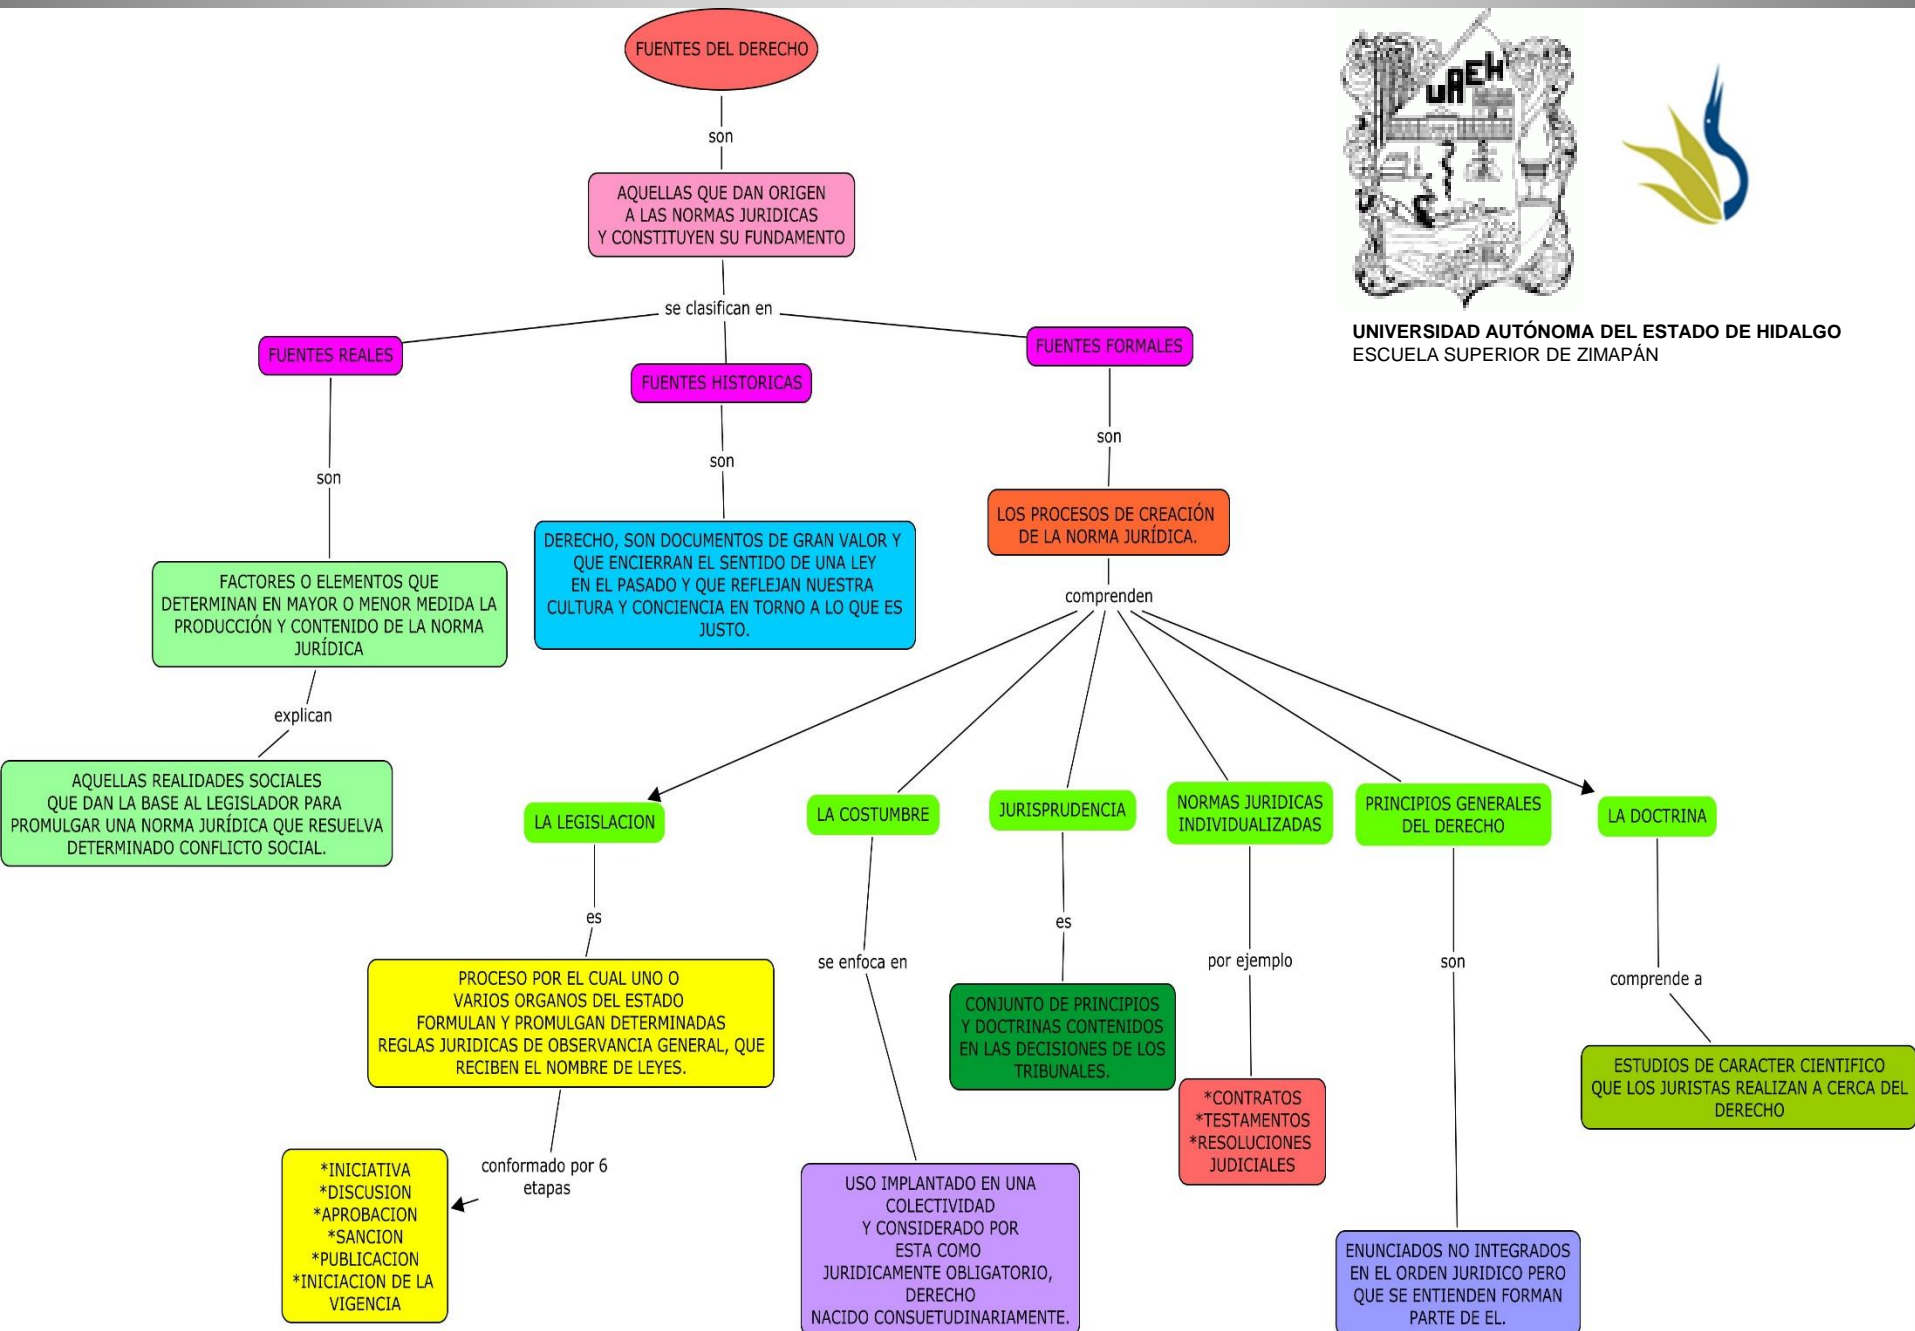 FUENTES DEL DERECHO
son
AQUELLAS QUE DAN ORIGEN
A LAS NORMAS JURIDICAS
Y CONSTITUYEN SU FUNDAMENTO
se clasifican en
UAEH
UNIVERSIDAD AUTÓNOMA DEL ESTADO DE HIDALGO
ESCUELA SUPERIOR DE ZIMAPÁN
FUENTES REALES
son
FACTORES O ELEMENTOS QUE
DETERMINAN EN MAYOR O MENOR MEDIDA LA
PRODUCCIÓN Y CONTENIDO DE LA NORMA
JURÍDICA
explican
AQUELLAS REALIDADES SOCIALES
QUE DAN LA BASE AL LEGISLADOR PARA
PROMULGAR UNA NORMA JURÍDICA QUE RESUELVA
DETERMINADO CONFLICTO SOCIAL.
FUENTES HISTORICAS
son
DERECHO, SON DOCUMENTOS DE GRAN VALOR Y
QUE ENCIERRAN EL SENTIDO DE UNA LEY
EN EL PASADO Y QUE REFLEJAN NUESTRA
CULTURA Y CONCIENCIA EN TORNO A LO QUE ES
JUSTO.
FUENTES FORMALES
son
LOS PROCESOS DE CREACIÓN
DE LA NORMA JURÍDICA.
comprenden
LA LEGISLACION
es
PROCESO POR EL CUAL UNO O
VARIOS ORGANOS DEL ESTADO
FORMULAN Y PROMULGAN DETERMINADAS
REGLAS JURIDICAS DE OBSERVANCIA GENERAL, QUE
RECIBEN EL NOMBRE DE LEYES.
conformado por 6
etapas
*INICIATIVA
*DISCUSION
*APROBACION
*SANCION
*PUBLICACION
*INICIACION DE LA
VIGENCIA
LA COSTUMBRE
se enfoca en
USO IMPLANTADO EN UNA
COLECTIVIDAD
Y CONSIDERADO POR
ESTA COMO
JURIDICAMENTE OBLIGATORIO,
DERECHO
NACIDO CONSUETUDINARIAMENTE.
JURISPRUDENCIA
es
CONJUNTO DE PRINCIPIOS
Y DOCTRINAS CONTENIDOS
EN LAS DECISIONES DE LOS
TRIBUNALES.
NORMAS JURIDICAS
INDIVIDUALIZADAS
por ejemplo
*CONTRATOS
*TESTAMENTOS
*RESOLUCIONES
JUDICIALES
PRINCIPIOS GENERALES
DEL DERECHO
son
ENUNCIADOS NO INTEGRADOS
EN EL ORDEN JURIDICO PERO
QUE SE ENTIENDEN FORMAN
PARTE DE EL.
LA DOCTRINA
comprende a
ESTUDIOS DE CARACTER CIENTIFICO
QUE LOS JURISTAS REALIZAN A CERCA DEL
DERECHO